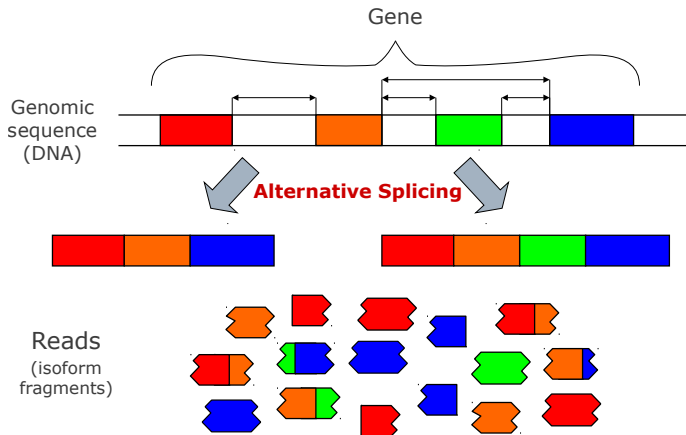 Gene
Genomic
sequence
(DNA)
Alternative Splicing
Reads
(isoform
fragments)